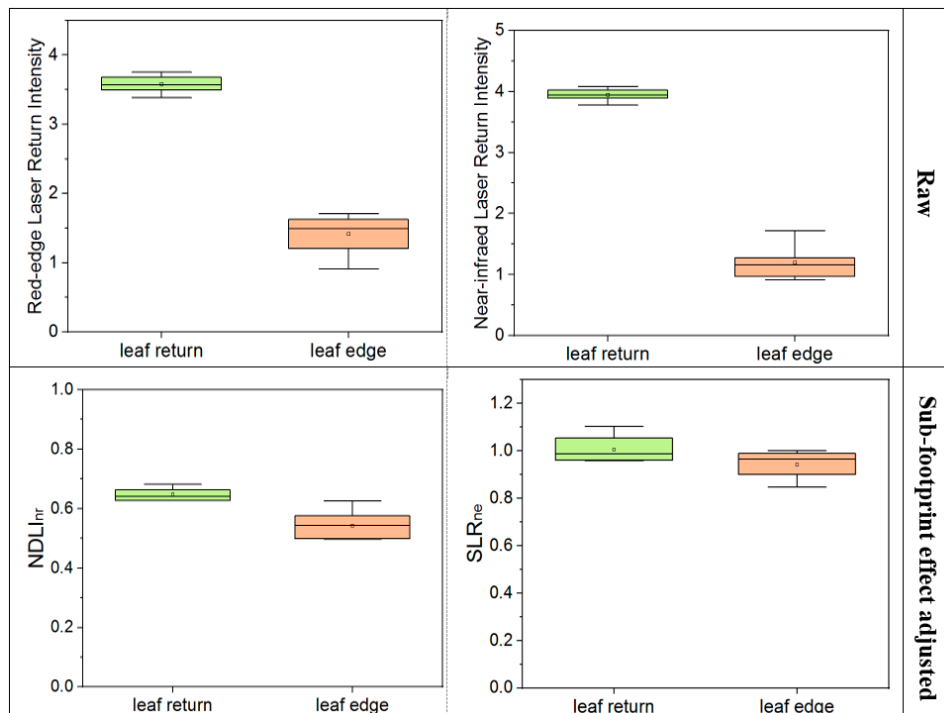 Red-edge Laser Return Intensity
4
3
2
1
0
leaf return
leaf edge
Near-infraed Laser Return Intensity
5
4
3
2
1
0
leaf return
leaf edge
Raw
NDLInr
1.0
0.8
0.6
0.4
0.2
0.0
leaf return
leaf edge
SLRne
1.2
1.0
0.8
0.6
0.4
0.2
0.0
leaf return
leaf edge
Sub-footprint effect adjusted